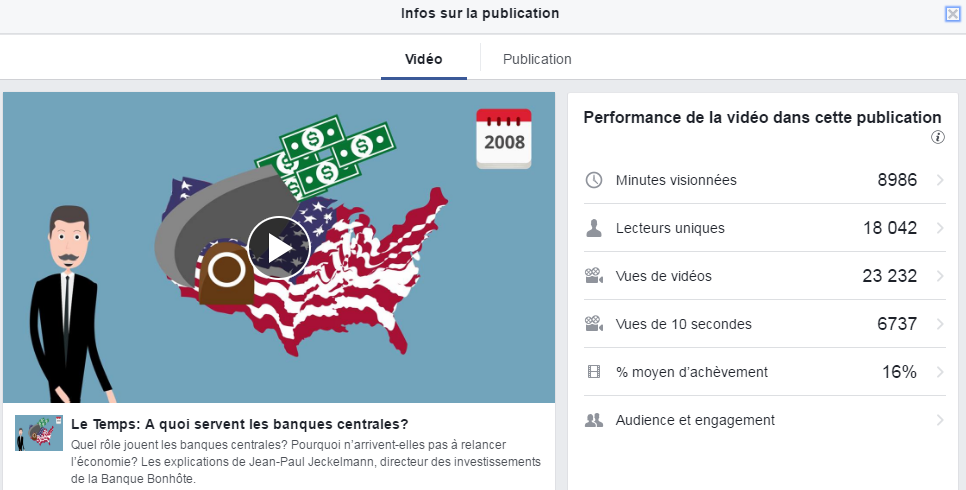 Infos sur la publication
Vidéo
Publication
2008
Le Temps: A quoi servent les banques centrales?
Quel rôle jouent les banques centrales? Pourquoi n'arrivent-elles pas à relancer
l'économie? Les explications de Jean-Paul Jeckelmann, directeur des investissements
de la Banque Bonhôte.
Performance de la vidéo dans cette publication
Minutes visionnées 8986
Lecteurs uniques 18 042
Vues de vidéos 23 232
Vues de 10 secondes 6737
% moyen d'achèvement 16%
Audience et engagement